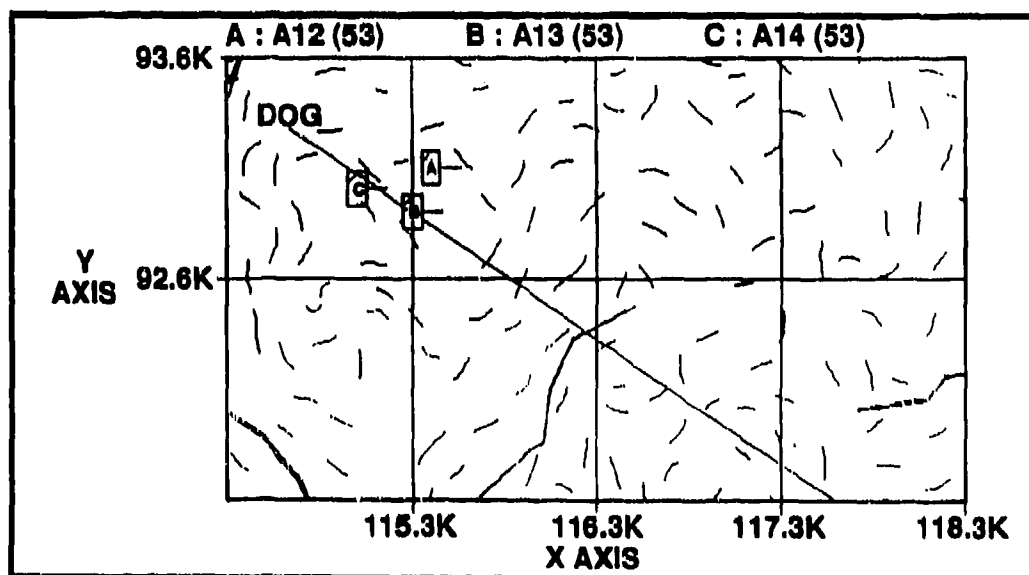 A : A12 (53) B : A13 (53) C : A14 (53)
93.6K
DOG
A
C
B
Y
AXIS
92.6K
115.3K 116.3K 117.3K 118.3K
X AXIS